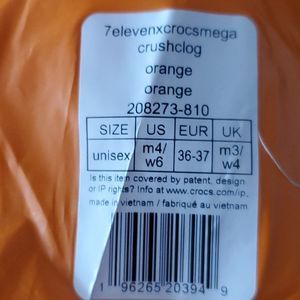 7elevenxcrocsmega
crushclog
orange
orange
208273-810
SIZE US EUR UK
unisex m4/ w6 36-37 m3/ w4
Is this item covered by patent, design
or IP rights? Info at www.crocs.com/ip.
made in vietnam / fabriqué au vietnam
1 96265 20394 9